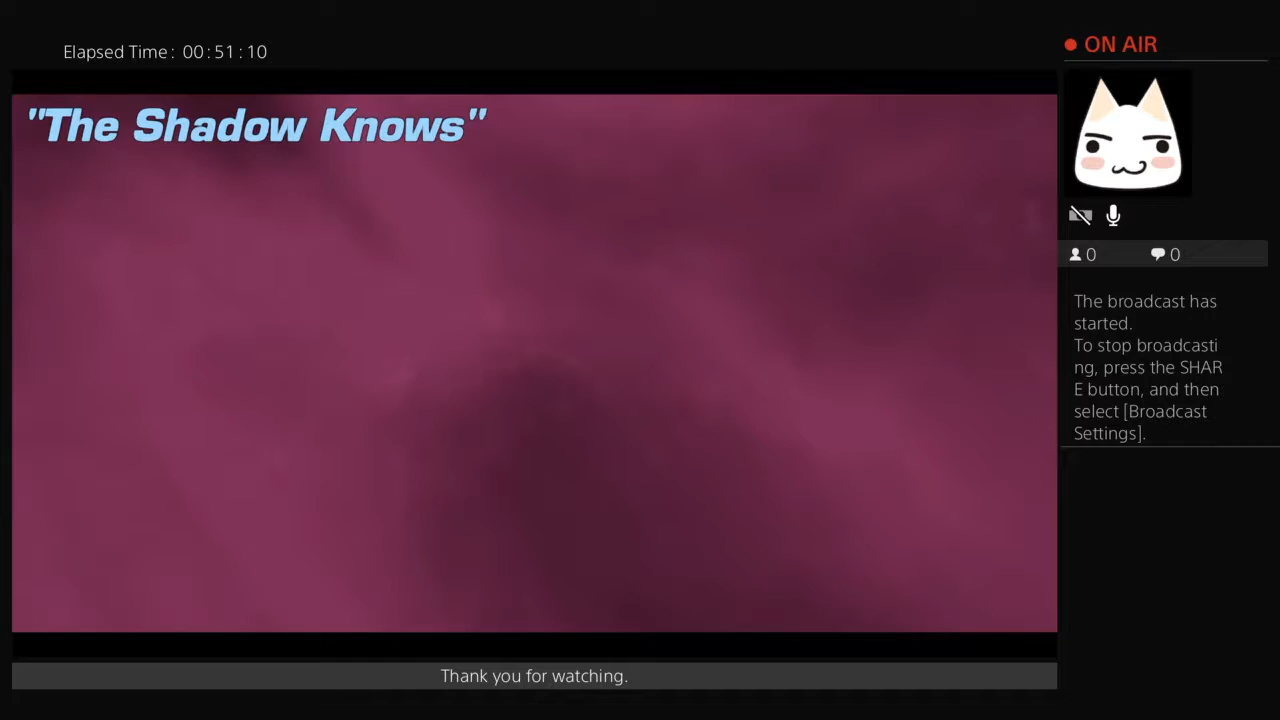 Elapsed Time: 00:51:10
ON AIR
"The Shadow Knows"
0 0
The broadcast has
started.
To stop broadcasti
ng, press the SHAR
E button, and then
select [Broadcast
Settings].
Thank you for watching.